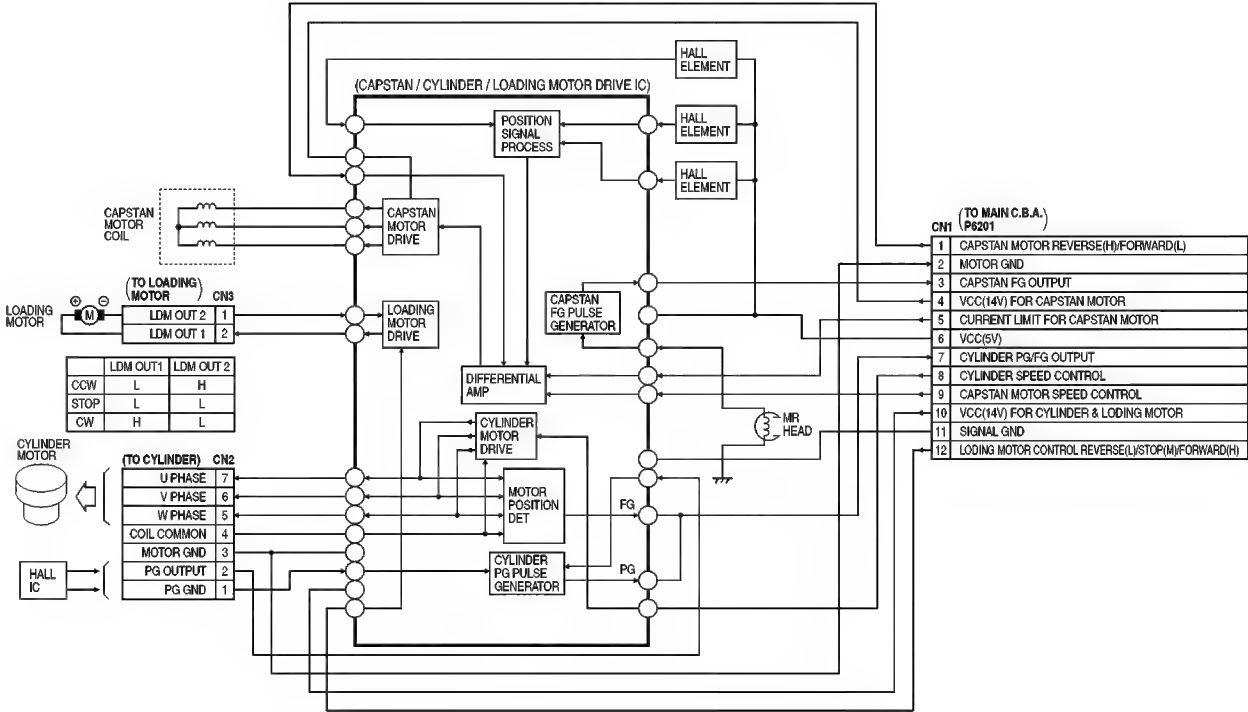 HALL
ELEMENT
(CAPSTAN / CYLINDER / LOADING MOTOR DRIVE IC)
POSITION
SIGNAL
PROCESS
HALL
ELEMENT
HALL
ELEMENT
CAPSTAN
MOTOR
COIL
CAPSTAN
MOTOR
DRIVE
(TO LOADING MOTOR) CN3
LOADING
MOTOR
⊕ M ⊖
LDM OUT 2 1
LDM OUT 1 2
LOADING
MOTOR
DRIVE
CAPSTAN
FG PULSE
GENERATOR
LDM OUT1 LDM OUT 2
CCW L H
STOP L L
CW H L
DIFFERENTIAL
AMP
MR
HEAD
CYLINDER
MOTOR
DRIVE
CYLINDER
MOTOR
(TO CYLINDER) CN2
U PHASE 7
V PHASE 6
W PHASE 5
COIL COMMON 4
MOTOR GND 3
PG OUTPUT 2
PG GND 1
HALL
IC
MOTOR
POSITION
DET
FG
CYLINDER
PG PULSE
GENERATOR
PG
CN1 (TO MAIN C.B.A.)
P6201
1 CAPSTAN MOTOR REVERSE(H)/FORWARD(L)
2 MOTOR GND
3 CAPSTAN FG OUTPUT
4 VCC(14V) FOR CAPSTAN MOTOR
5 CURRENT LIMIT FOR CAPSTAN MOTOR
6 VCC(5V)
7 CYLINDER PG/FG OUTPUT
8 CYLINDER SPEED CONTROL
9 CAPSTAN MOTOR SPEED CONTROL
10 VCC(14V) FOR CYLINDER & LODING MOTOR
11 SIGNAL GND
12 LODING MOTOR CONTROL REVERSE(L)/STOP(M)/FORWARD(H)